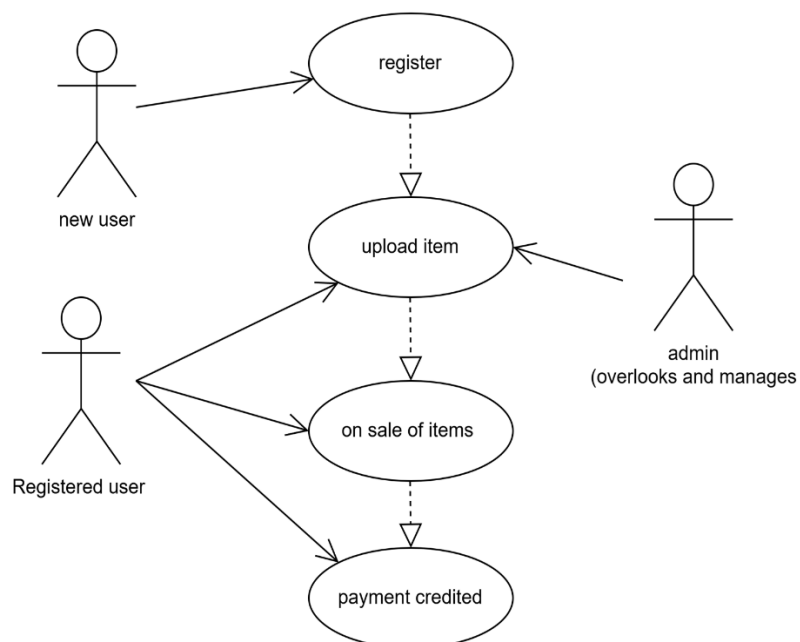 register
new user
upload item
admin
(overlooks and manages
on sale of items
Registered user
payment credited